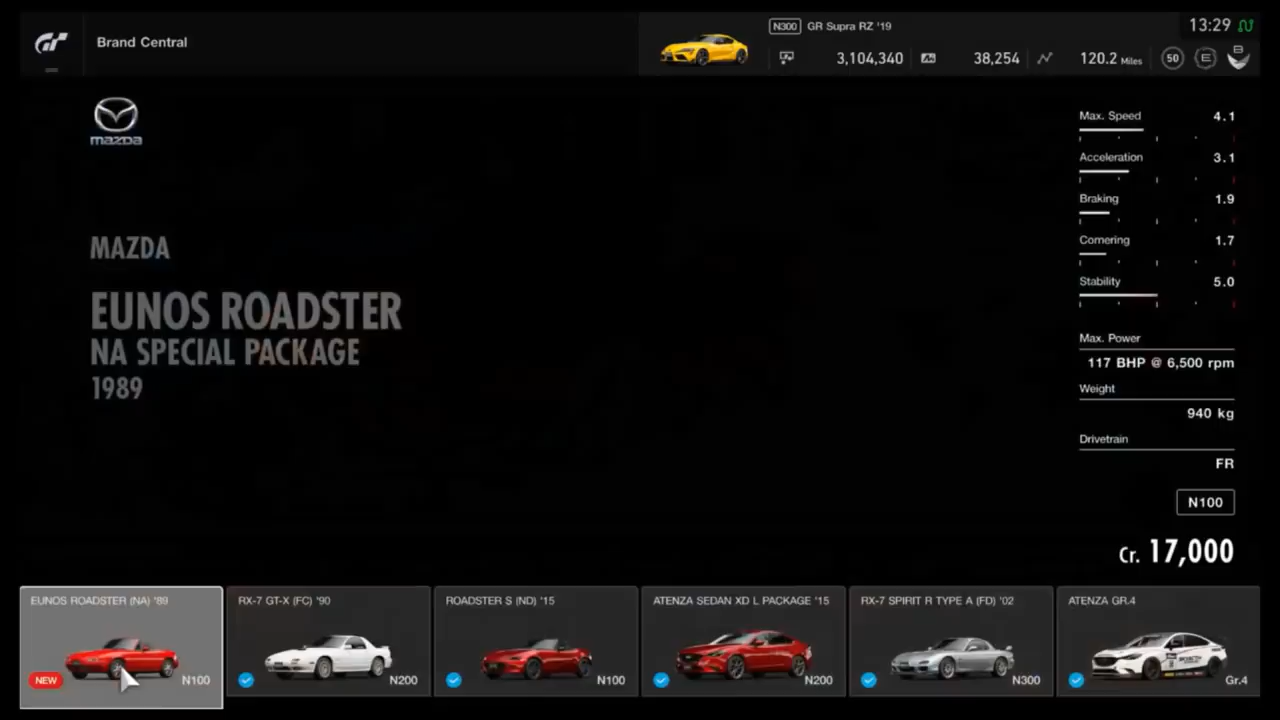 Brand Central
N300 GR Supra RZ '19
3,104,340 38,254 120.2 Miles 50 E B
13:29
mazda
MAZDA
EUNOS ROADSTER
NA SPECIAL PACKAGE
1989
Max. Speed 4.1
Acceleration 3.1
Braking 1.9
Cornering 1.7
Stability 5.0
Max. Power
117 BHP @ 6,500 rpm
Weight
940 kg
Drivetrain
FR
N100
Cr. 17,000
EUNOS ROADSTER (NA) '89
NEW N100
RX-7 GT-X (FC) '90
N200
ROADSTER S (ND) '15
N100
ATENZA SEDAN XD L PACKAGE '15
N200
RX-7 SPIRIT R TYPE A (FD) '02
N300
ATENZA GR.4
Gr.4